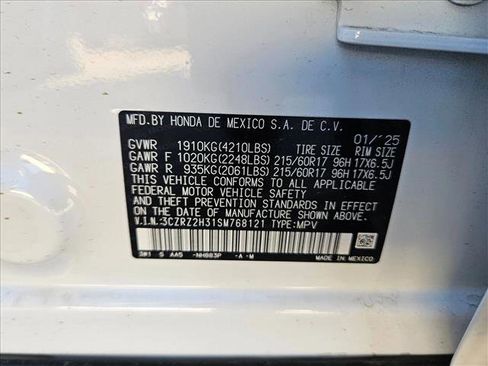 MFD.BY HONDA DE MEXICO S.A. DE C.V.
01/'25
GVWR 1910KG(4210LBS) TIRE SIZE RIM SIZE
GAWR F 1020KG(2248LBS) 215/60R17 96H 17X6.5J
GAWR R 935KG(2061LBS) 215/60R17 96H 17X6.5J
THIS VEHICLE CONFORMS TO ALL APPLICABLE
FEDERAL MOTOR VEHICLE SAFETY AND
THEFT PREVENTION STANDARDS IN EFFECT
ON THE DATE OF MANUFACTURE SHOWN ABOVE.
V.I.N.:3CZRZ2H31SM768121 TYPE:MPV
3W1 S AA5 -NH883P -A -M
MADE IN
MEXICO